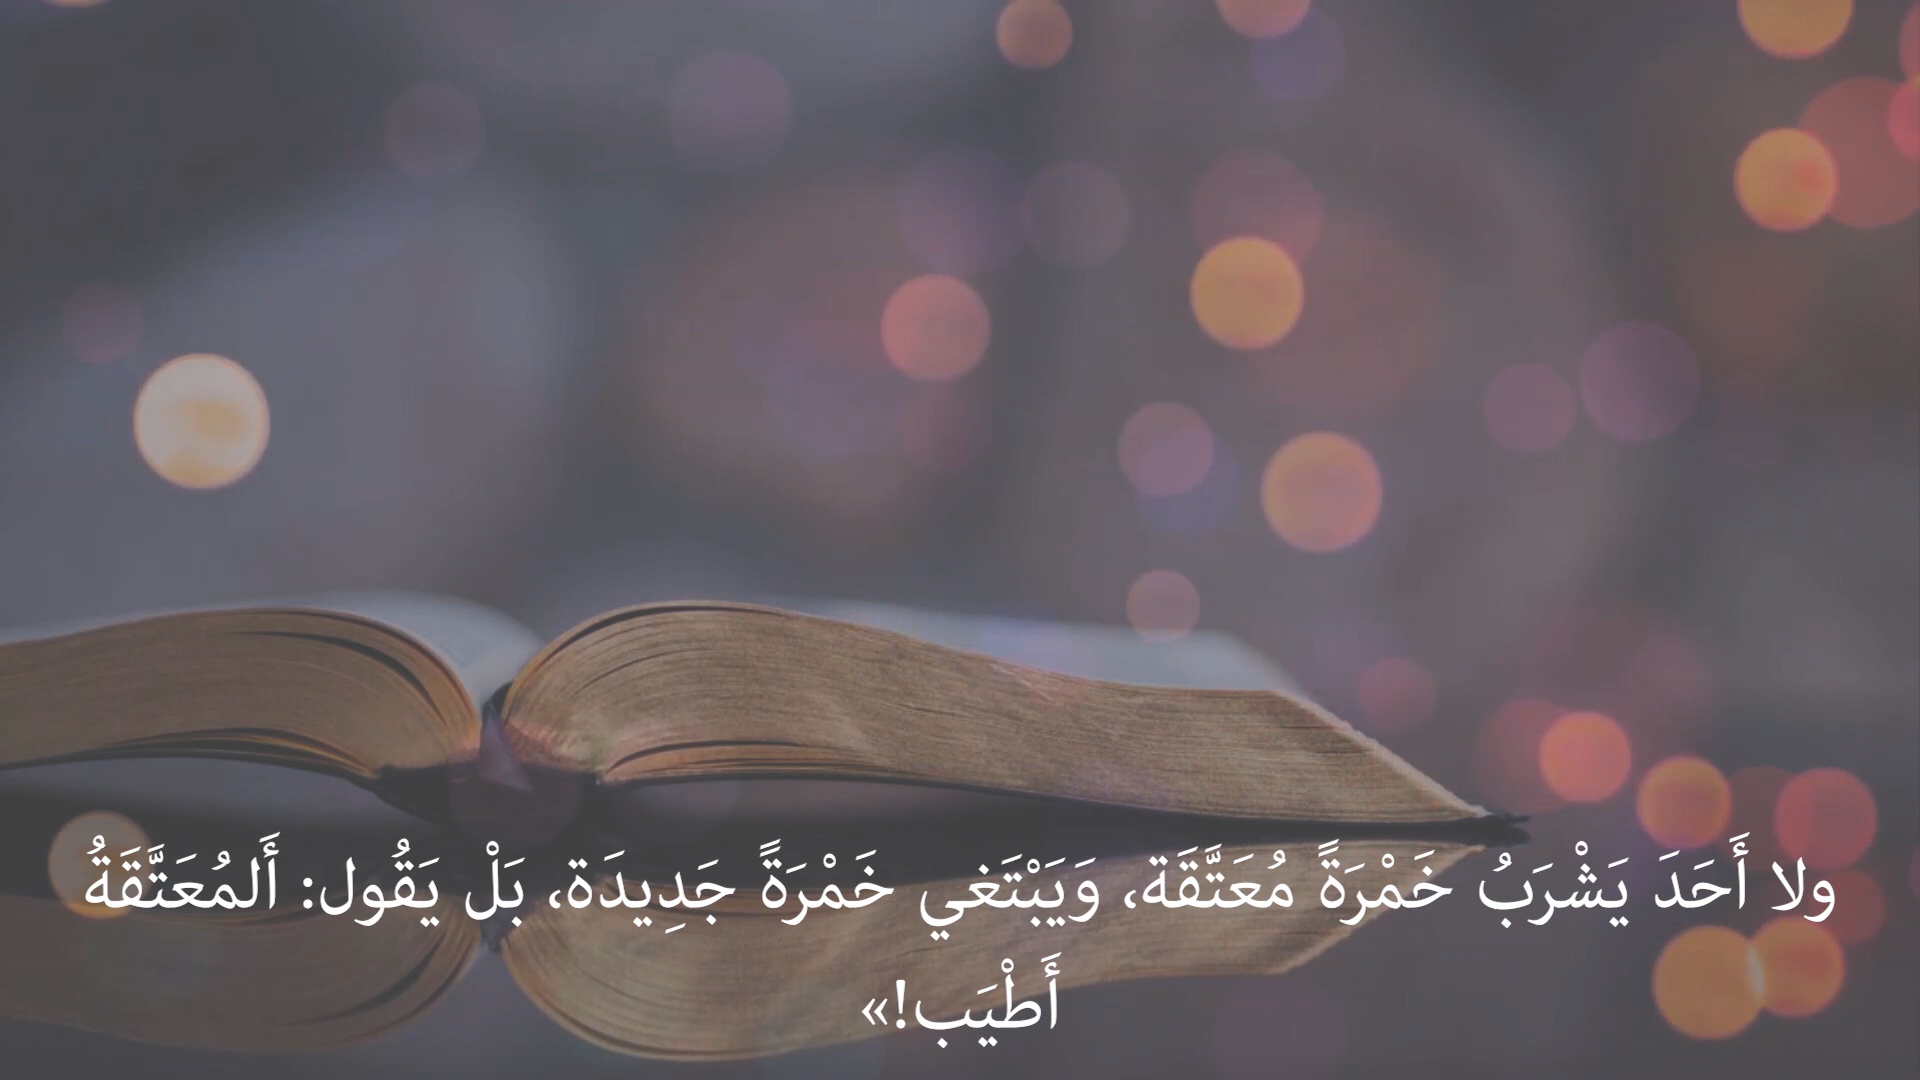 ولا أَحَدَ يَشْرَبُ خَمْرَةً مُعَتَّقَة، وَيَبْتَغي خَمْرَةً جَدِيدَة، بَلْ يَقُول: أَلمُعَتَّقَةُ
أَطْيَب!»